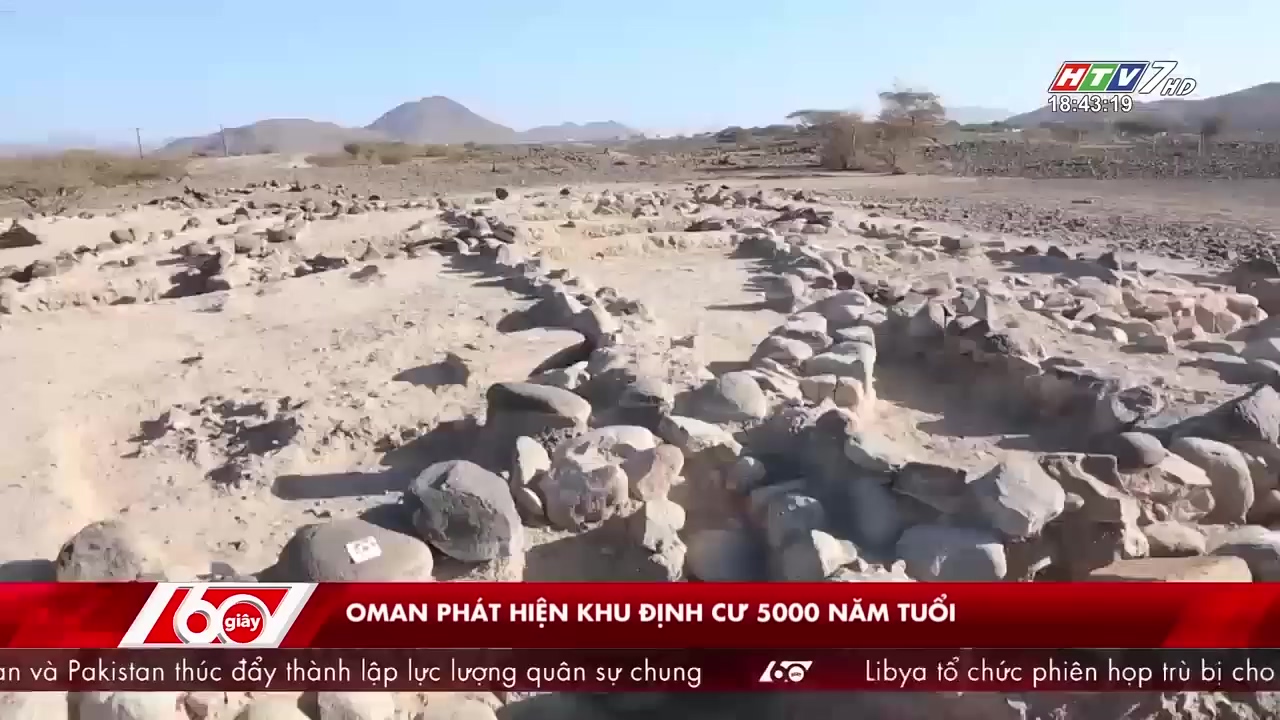 HTV7 HD
18:43:19
60 giây
OMAN PHÁT HIỆN KHU ĐỊNH CƯ 5000 NĂM TUỔI
và Pakistan thúc đẩy thành lập lực lượng quân sự chung 60 giây Libya tổ chức phiên họp trù bị cho